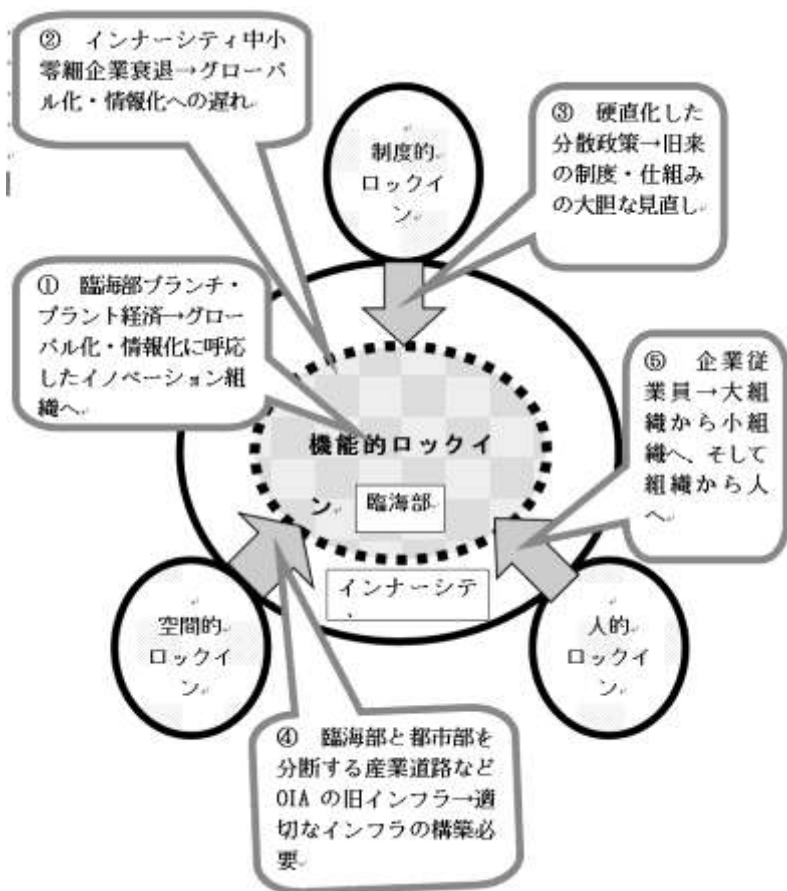 ② インナーシティ中小
零細企業衰退→グローバ
ル化・情報化への遅れ
制度的
ロックイ
ン
③ 硬直化した
分散政策→旧来
の制度・仕組み
の大胆な見直し
① 臨海部ブランチ・
プラント経済→グロー
バル化・情報化に呼応
したイノベーション組
織へ
機能的ロックイ
ン
臨海部
インナーシテ
⑤ 企業従
業員→大組
織から小組
織へ、そして
組織から人
へ
空間的
ロックイ
ン
人的
ロックイ
ン
④ 臨海部と都市部を
分断する産業道路など
OIA の旧インフラ→適
切なインフラの構築必
要